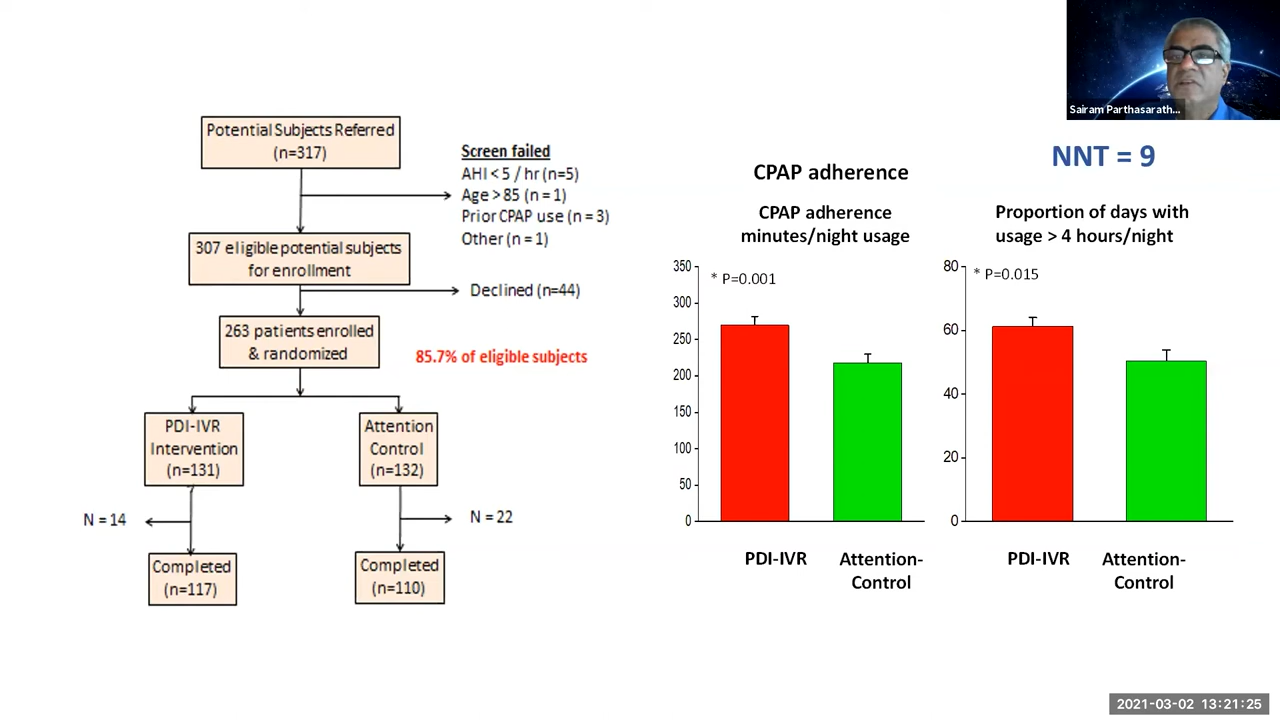 Sairam Parthasarath...
Potential Subjects Referred
(n=317)
Screen failed
AHI < 5 / hr (n=5)
Age > 85 (n = 1)
Prior CPAP use (n = 3)
Other (n = 1)
307 eligible potential subjects
for enrollment
Declined (n=44)
263 patients enrolled
& randomized
85.7% of eligible subjects
PDI-IVR
Intervention
(n=131)
Attention
Control
(n=132)
N = 14
N = 22
Completed
(n=117)
Completed
(n=110)
CPAP adherence
CPAP adherence
minutes/night usage
* P=0.001
350
300
250
200
150
100
50
0
PDI-IVR
Attention-
Control
NNT = 9
Proportion of days with
usage > 4 hours/night
* P=0.015
80
60
40
20
0
PDI-IVR
Attention-
Control
2021-03-02 13:21:25